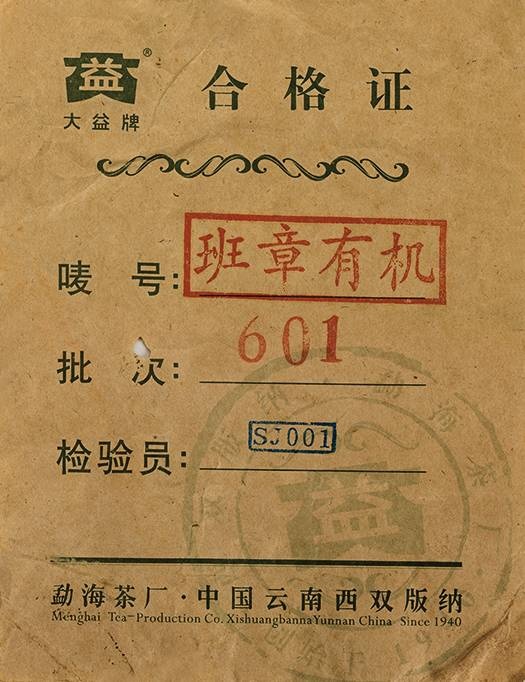 益®
大益牌
合格证
唛号: 班章有机
批次: 601
检验员: SJ001
益
勐海茶厂·中国云南西双版纳
Menghai Tea-Production Co. Xishuangbanna Yunnan China Since 1940